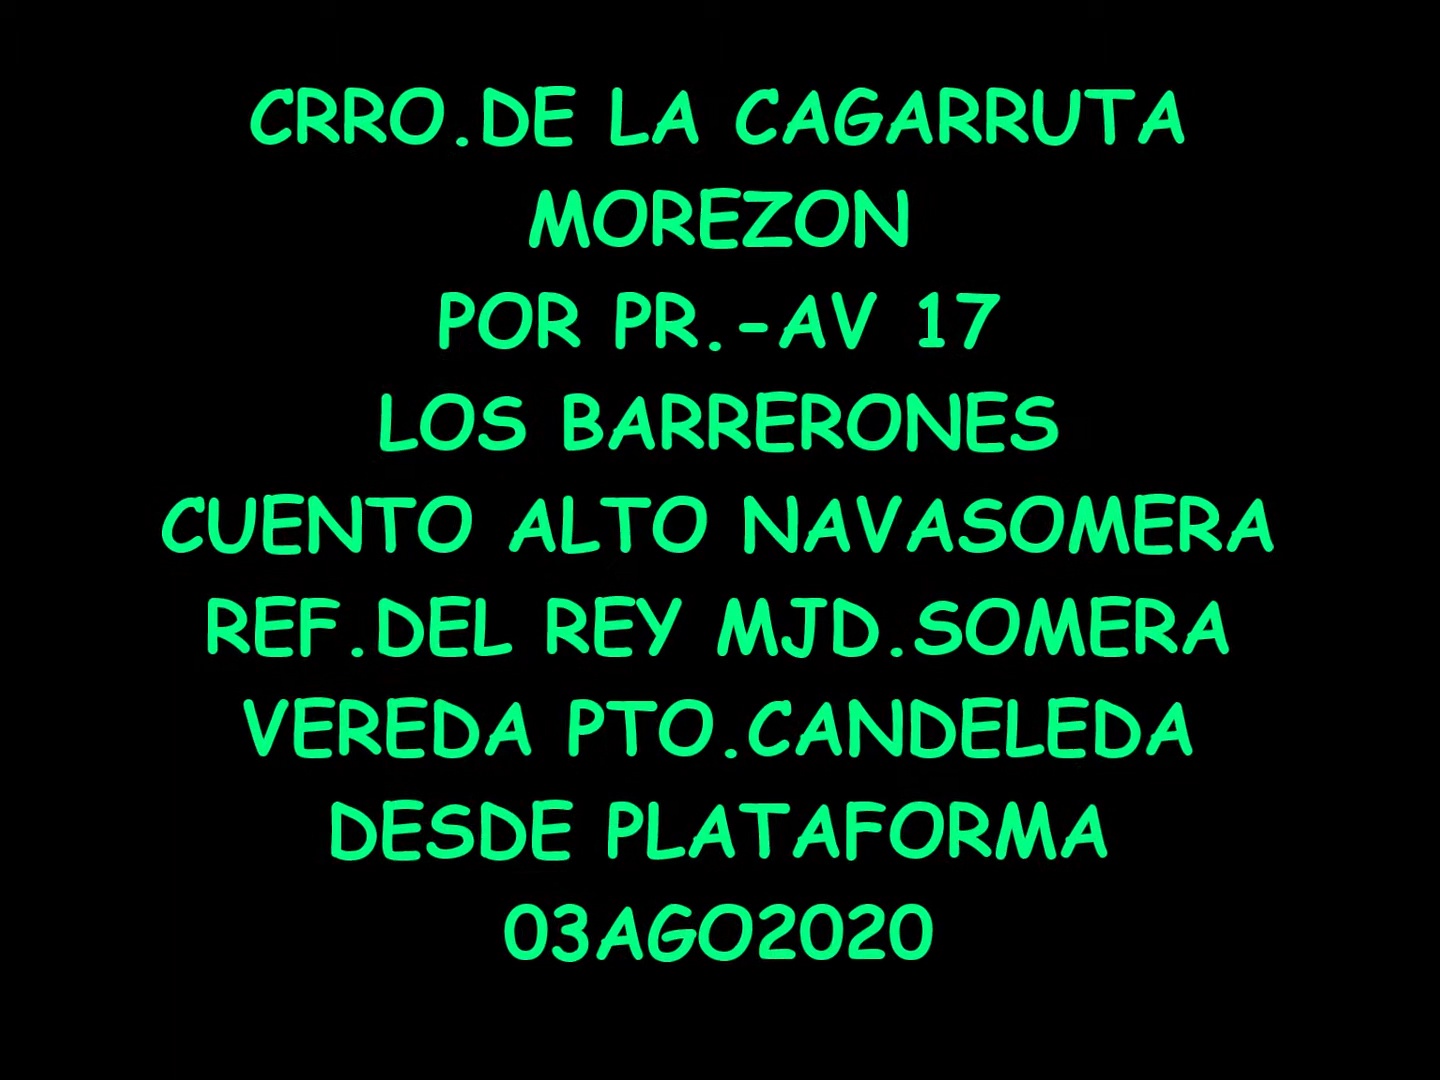 CRRO.DE LA CAGARRUTA
MOREZON
POR PR.-AV 17
LOS BARRERONES
CUENTO ALTO NAVASOMERA
REF.DEL REY MJD.SOMERA
VEREDA PTO.CANDELEDA
DESDE PLATAFORMA
03AGO2020